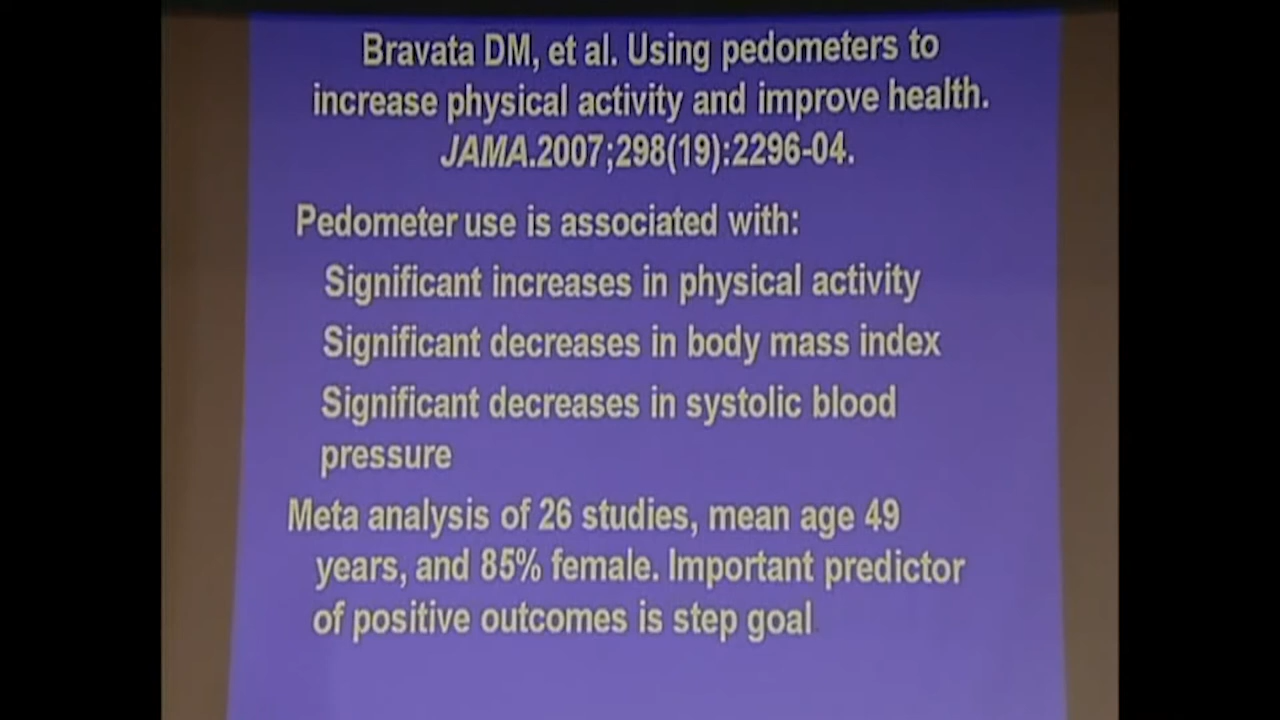 Bravata DM, et al. Using pedometers to
increase physical activity and improve health.
JAMA.2007;298(19):2296-04.
Pedometer use is associated with:
Significant increases in physical activity
Significant decreases in body mass index
Significant decreases in systolic blood
pressure
Meta analysis of 26 studies, mean age 49
years, and 85% female. Important predictor
of positive outcomes is step goal